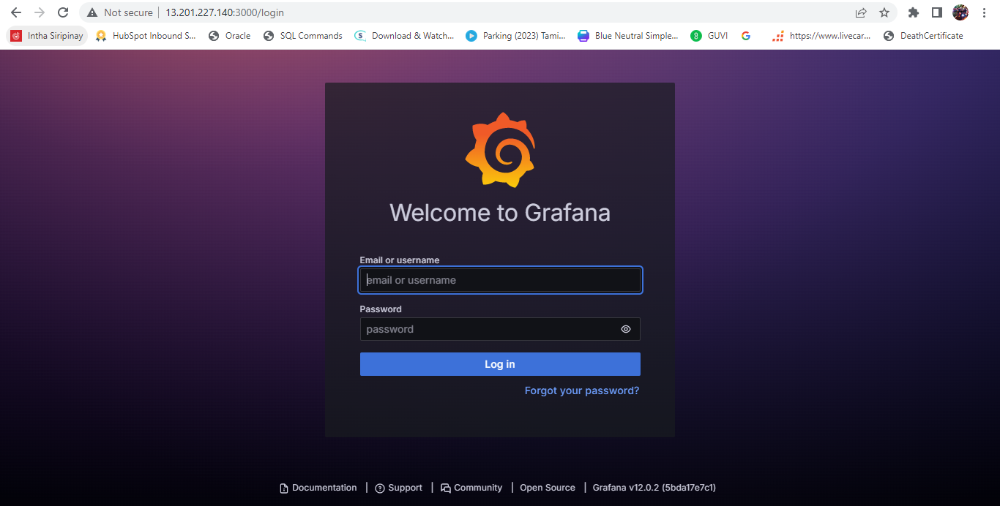 Not secure 13.201.227.140:3000/login
Intha Siripinay HubSpot Inbound S... Oracle SQL Commands Download & Watch... Parking (2023) Tami... Blue Neutral Simple... GUVI https://www.livecar... DeathCertificate
Welcome to Grafana
Email or username
email or username
Password
password
Log in
Forgot your password?
Documentation | Support | Community | Open Source | Grafana v12.0.2 (5bda17e7c1)